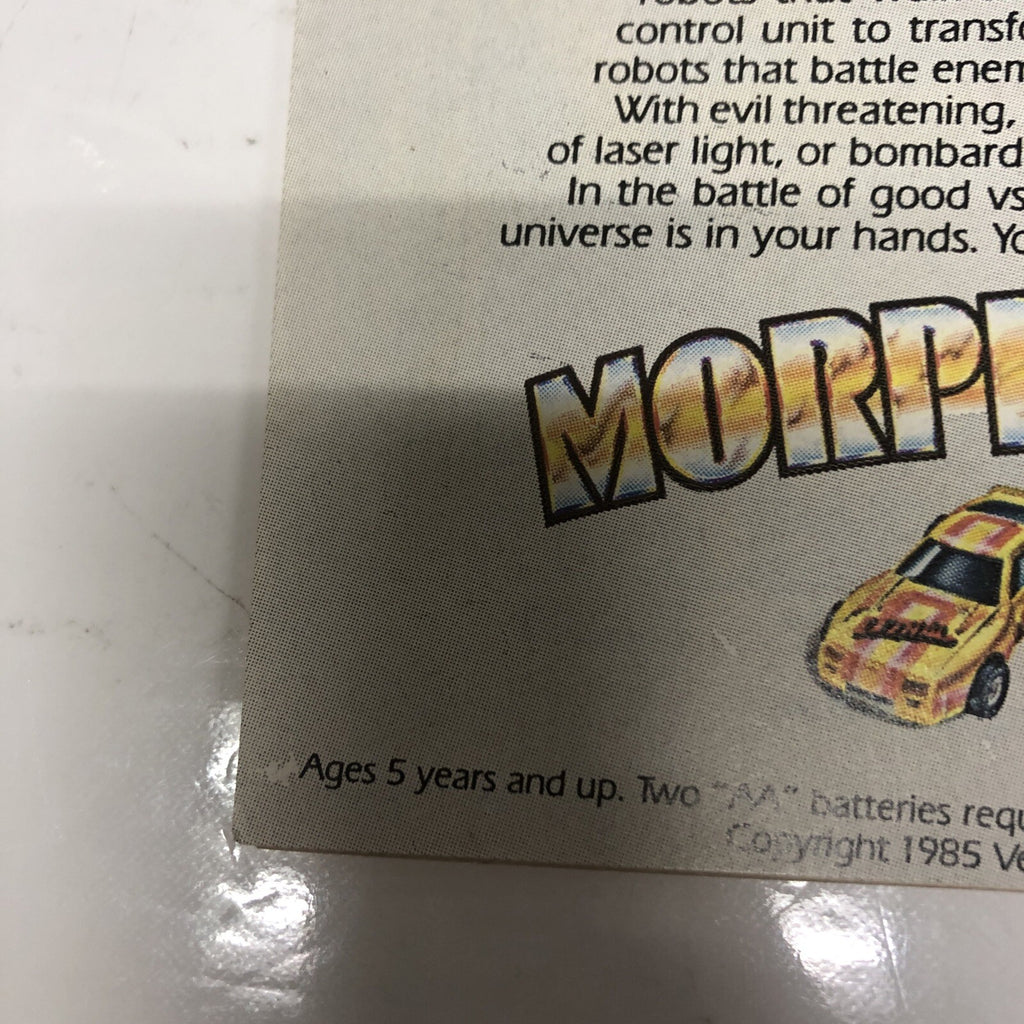 control unit to transfo
robots that battle enem
With evil threatening,
of laser light, or bombard
In the battle of good vs
universe is in your hands. Yo
MORP
Ages 5 years and up. Two "AA" batteries requ
Copyright 1985 Ve